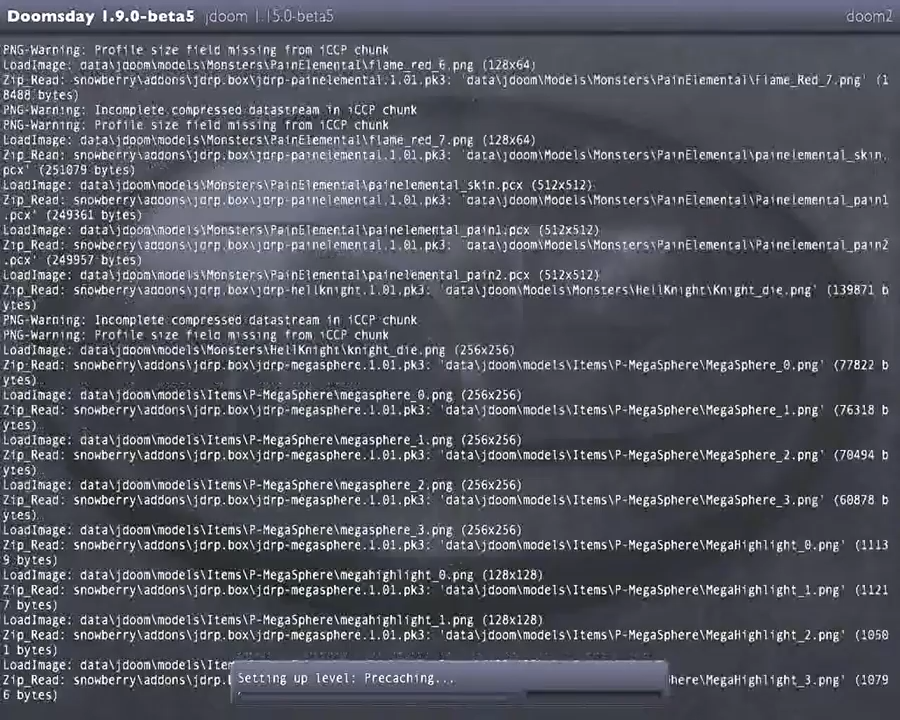 Doomsday 1.9.0-beta5 jdoom 1.15.0-beta5 doom2
PNG-Warning: Profile size field missing from iCCP chunk
LoadImage: data\jdoom\models\Monsters\PainElemental\flame_red_6.png (128x64)
Zip_Read: snowberry\addons\jdrp.box\jdrp-painelemental.1.01.pk3: 'data\jdoom\Models\Monsters\PainElemental\Flame_Red_7.png' (1
8488 bytes)
PNG-Warning: Incomplete compressed datastream in iCCP chunk
PNG-Warning: Profile size field missing from iCCP chunk
LoadImage: data\jdoom\models\Monsters\PainElemental\flame_red_7.png (128x64)
Zip_Read: snowberry\addons\jdrp.box\jdrp-painelemental.1.01.pk3: 'data\jdoom\Models\Monsters\PainElemental\painelemental_skin.
pcx' (251079 bytes)
LoadImage: data\jdoom\models\Monsters\PainElemental\painelemental_skin.pcx (512x512)
Zip_Read: snowberry\addons\jdrp.box\jdrp-painelemental.1.01.pk3: 'data\jdoom\Models\Monsters\PainElemental\painelemental_pain1
.pcx' (249361 bytes)
LoadImage: data\jdoom\models\Monsters\PainElemental\painelemental_pain1.pcx (512x512)
Zip_Read: snowberry\addons\jdrp.box\jdrp-painelemental.1.01.pk3: 'data\jdoom\Models\Monsters\PainElemental\painelemental_pain2
.pcx' (249957 bytes)
LoadImage: data\jdoom\models\Monsters\PainElemental\painelemental_pain2.pcx (512x512)
Zip_Read: snowberry\addons\jdrp.box\jdrp-hellknight.1.01.pk3: 'data\jdoom\Models\Monsters\HellKnight\Knight_die.png' (139871 b
ytes)
PNG-Warning: Incomplete compressed datastream in iCCP chunk
PNG-Warning: Profile size field missing from iCCP chunk
LoadImage: data\jdoom\models\Monsters\HellKnight\knight_die.png (256x256)
Zip_Read: snowberry\addons\jdrp.box\jdrp-megasphere.1.01.pk3: 'data\jdoom\models\Items\P-MegaSphere\MegaSphere_0.png' (77822 b
ytes)
LoadImage: data\jdoom\models\Items\P-MegaSphere\megasphere_0.png (256x256)
Zip_Read: snowberry\addons\jdrp.box\jdrp-megasphere.1.01.pk3: 'data\jdoom\models\Items\P-MegaSphere\MegaSphere_1.png' (76318 b
ytes)
LoadImage: data\jdoom\models\Items\P-MegaSphere\megasphere_1.png (256x256)
Zip_Read: snowberry\addons\jdrp.box\jdrp-megasphere.1.01.pk3: 'data\jdoom\models\Items\P-MegaSphere\MegaSphere_2.png' (70494 b
ytes)
LoadImage: data\jdoom\models\Items\P-MegaSphere\megasphere_2.png (256x256)
Zip_Read: snowberry\addons\jdrp.box\jdrp-megasphere.1.01.pk3: 'data\jdoom\models\Items\P-MegaSphere\MegaSphere_3.png' (60878 b
ytes)
LoadImage: data\jdoom\models\Items\P-MegaSphere\megasphere_3.png (256x256)
Zip_Read: snowberry\addons\jdrp.box\jdrp-megasphere.1.01.pk3: 'data\jdoom\models\Items\P-MegaSphere\MegaHighlight_0.png' (1113
9 bytes)
LoadImage: data\jdoom\models\Items\P-MegaSphere\megahighlight_0.png (128x128)
Zip_Read: snowberry\addons\jdrp.box\jdrp-megasphere.1.01.pk3: 'data\jdoom\models\Items\P-MegaSphere\MegaHighlight_1.png' (1121
7 bytes)
LoadImage: data\jdoom\models\Items\P-MegaSphere\megahighlight_1.png (128x128)
Zip_Read: snowberry\addons\jdrp.box\jdrp-megasphere.1.01.pk3: 'data\jdoom\models\Items\P-MegaSphere\MegaHighlight_2.png' (1050
1 bytes)
LoadImage: data\jdoom\models\Ite
Setting up level: Precaching...
Zip_Read: snowberry\addons\jdrp. here\MegaHighlight_3.png' (1079
6 bytes)